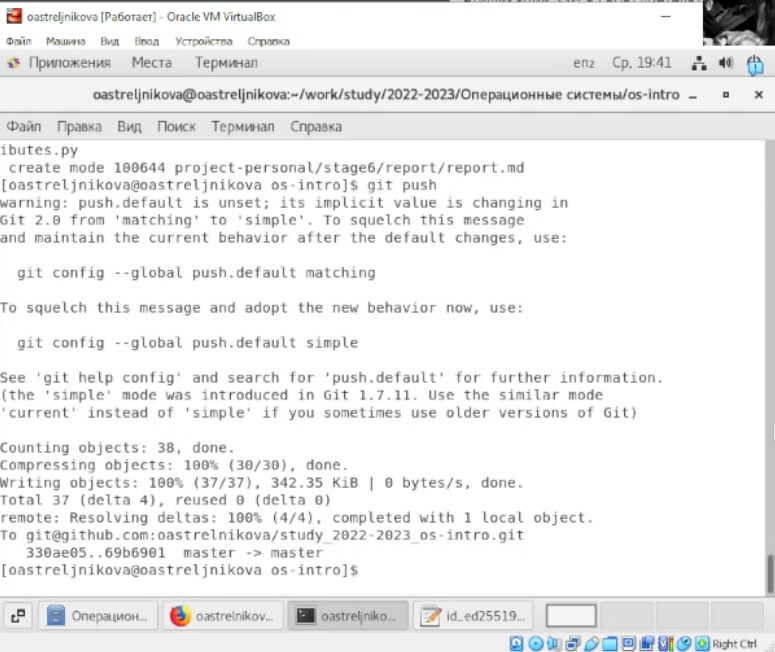 oastreljnikova [Работает] - Oracle VM VirtualBox
Файл Машина Вид Ввод Устройства Справка
Приложения Места Терминал en₂ Ср, 19:41
oastreljnikova@oastreljnikova:~/work/study/2022-2023/Операционные системы/os-intro
Файл Правка Вид Поиск Терминал Справка
ibutes.py
create mode 100644 project-personal/stage6/report/report.md
[oastreljnikova@oastreljnikova os-intro]$ git push
warning: push.default is unset; its implicit value is changing in
Git 2.0 from 'matching' to 'simple'. To squelch this message
and maintain the current behavior after the default changes, use:
git config --global push.default matching
To squelch this message and adopt the new behavior now, use:
git config --global push.default simple
See 'git help config' and search for 'push.default' for further information.
(the 'simple' mode was introduced in Git 1.7.11. Use the similar mode
'current' instead of 'simple' if you sometimes use older versions of Git)
Counting objects: 38, done.
Compressing objects: 100% (30/30), done.
Writing objects: 100% (37/37), 342.35 KiB | 0 bytes/s, done.
Total 37 (delta 4), reused 0 (delta 0)
remote: Resolving deltas: 100% (4/4), completed with 1 local object.
To git@github.com:oastrelnikova/study_2022-2023_os-intro.git
330ae05..69b6901 master -> master
[oastreljnikova@oastreljnikova os-intro]$
Операцион... oastrelnikov... oastreljniko... id_ed25519...
Right Ctrl